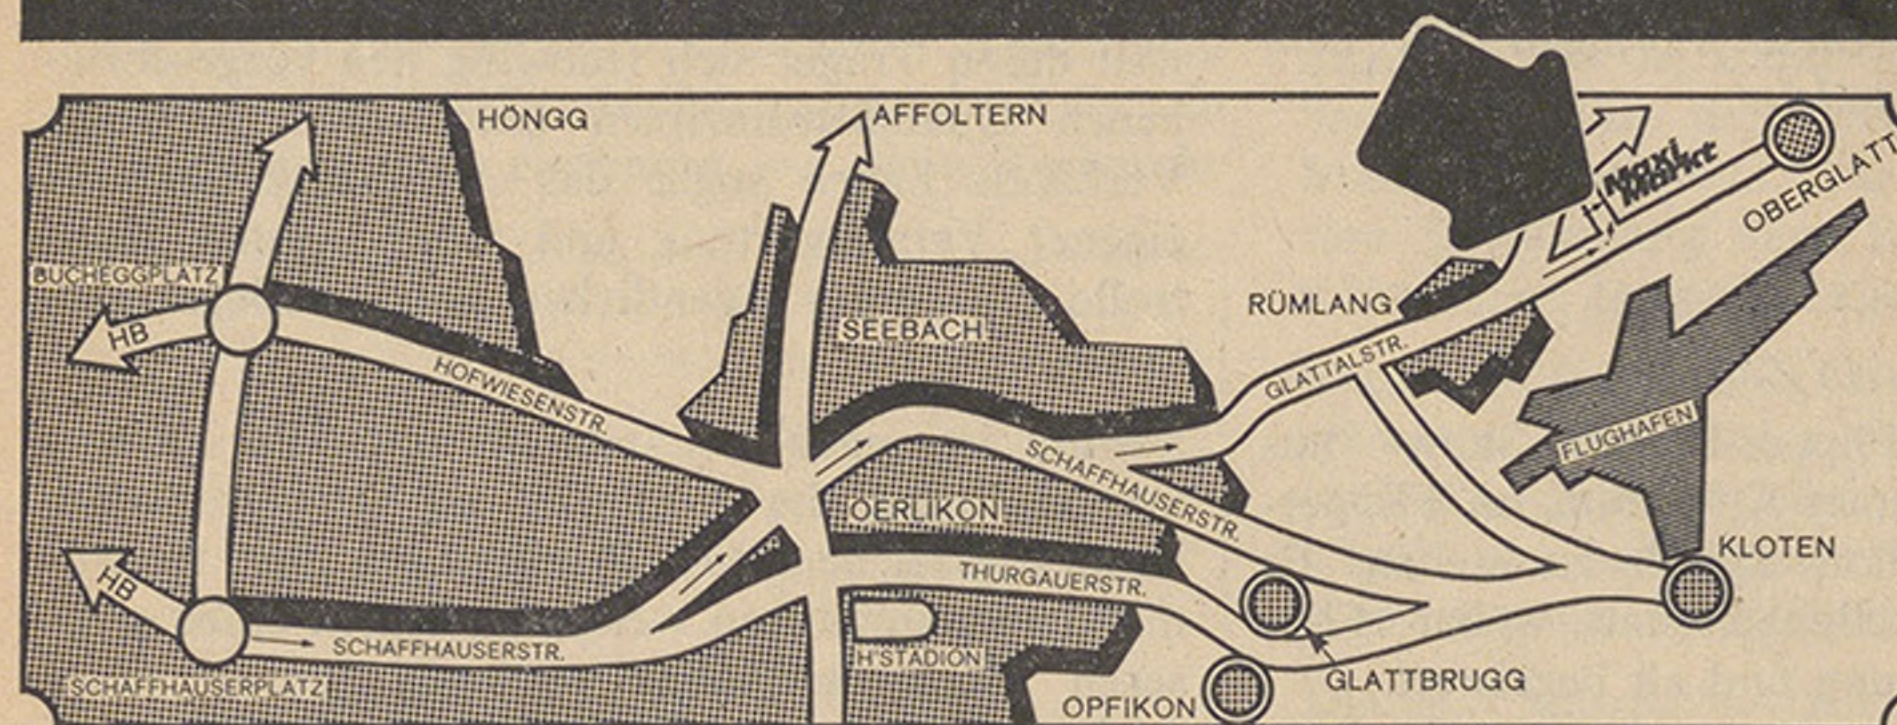 HÖNGG
AFFOLTERN
Maxi
Markt
OBERGLATT
BUCHEGGPLATZ
HB
RÜMLANG
SEEBACH
HOFWIESENSTR.
GLATTALSTR.
FLUGHAFEN
SCHAFFHAUSERSTR.
OERLIKON
KLOTEN
HB
THURGAUERSTR.
SCHAFFHAUSERSTR.
H'STADION
GLATTBRUGG
SCHAFFHAUSERPLATZ
OPFIKON